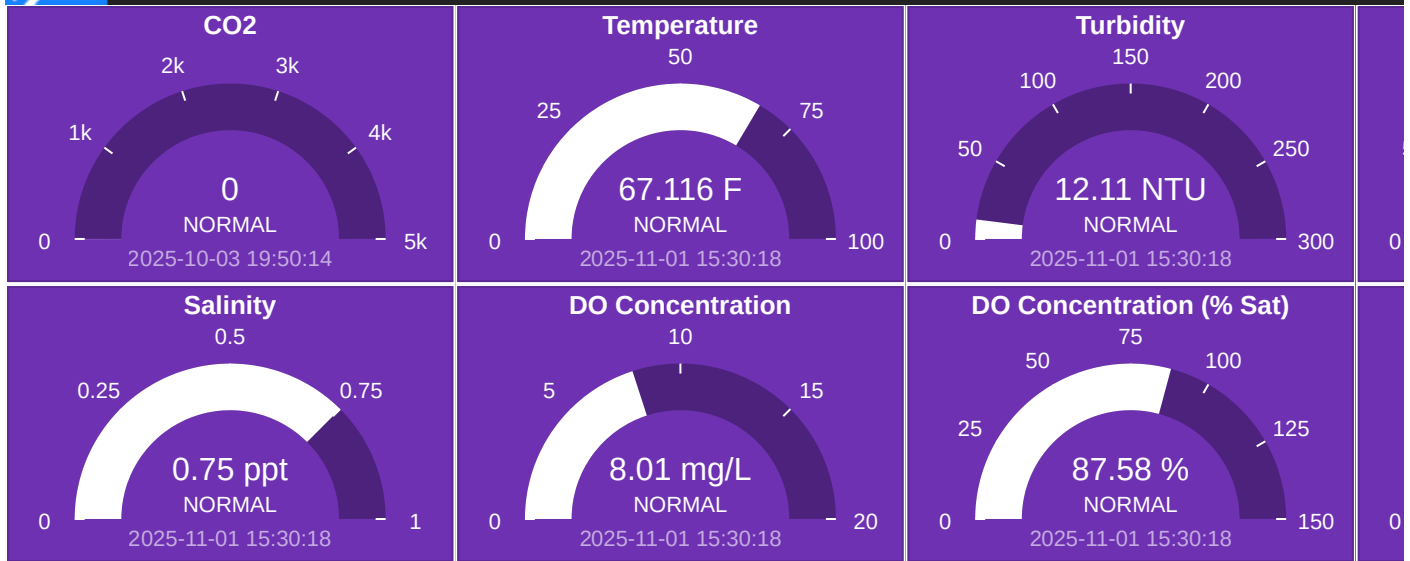 CO2
0
1k
2k
3k
4k
5k
0
NORMAL
2025-10-03 19:50:14
Temperature
0
25
50
75
100
67.116 F
NORMAL
2025-11-01 15:30:18
Turbidity
0
50
100
150
200
250
300
12.11 NTU
NORMAL
2025-11-01 15:30:18
0
Salinity
0
0.25
0.5
0.75
1
0.75 ppt
NORMAL
2025-11-01 15:30:18
DO Concentration
0
5
10
15
20
8.01 mg/L
NORMAL
2025-11-01 15:30:18
DO Concentration (% Sat)
0
25
50
75
100
125
150
87.58 %
NORMAL
2025-11-01 15:30:18
0